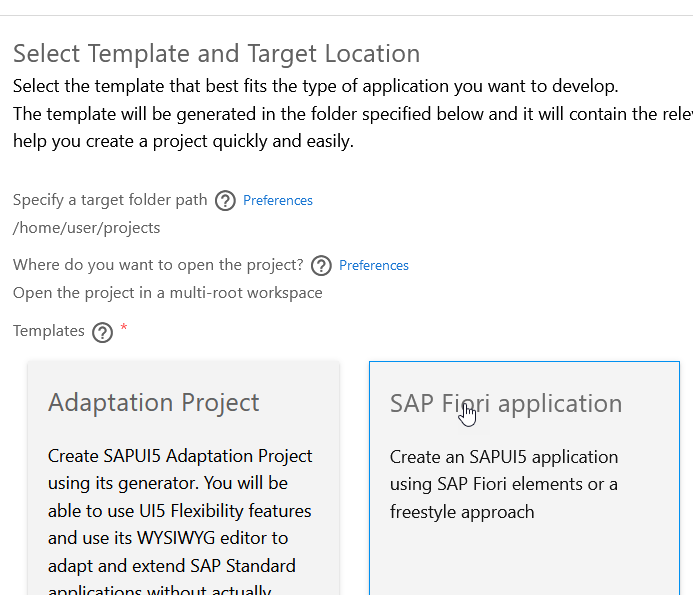 Select Template and Target Location
Select the template that best fits the type of application you want to develop.
The template will be generated in the folder specified below and it will contain the
help you create a project quickly and easily.
Specify a target folder path ? Preferences
/home/user/projects
Where do you want to open the project? ? Preferences
Open the project in a multi-root workspace
Templates ? *
Adaptation Project
Create SAPUI5 Adaptation Project
using its generator. You will be
able to use UI5 Flexibility features
and use its WYSIWYG editor to
adapt and extend SAP Standard
applications without actually
SAP Fiori application
Create an SAPUI5 application
using SAP Fiori elements or a
freestyle approach